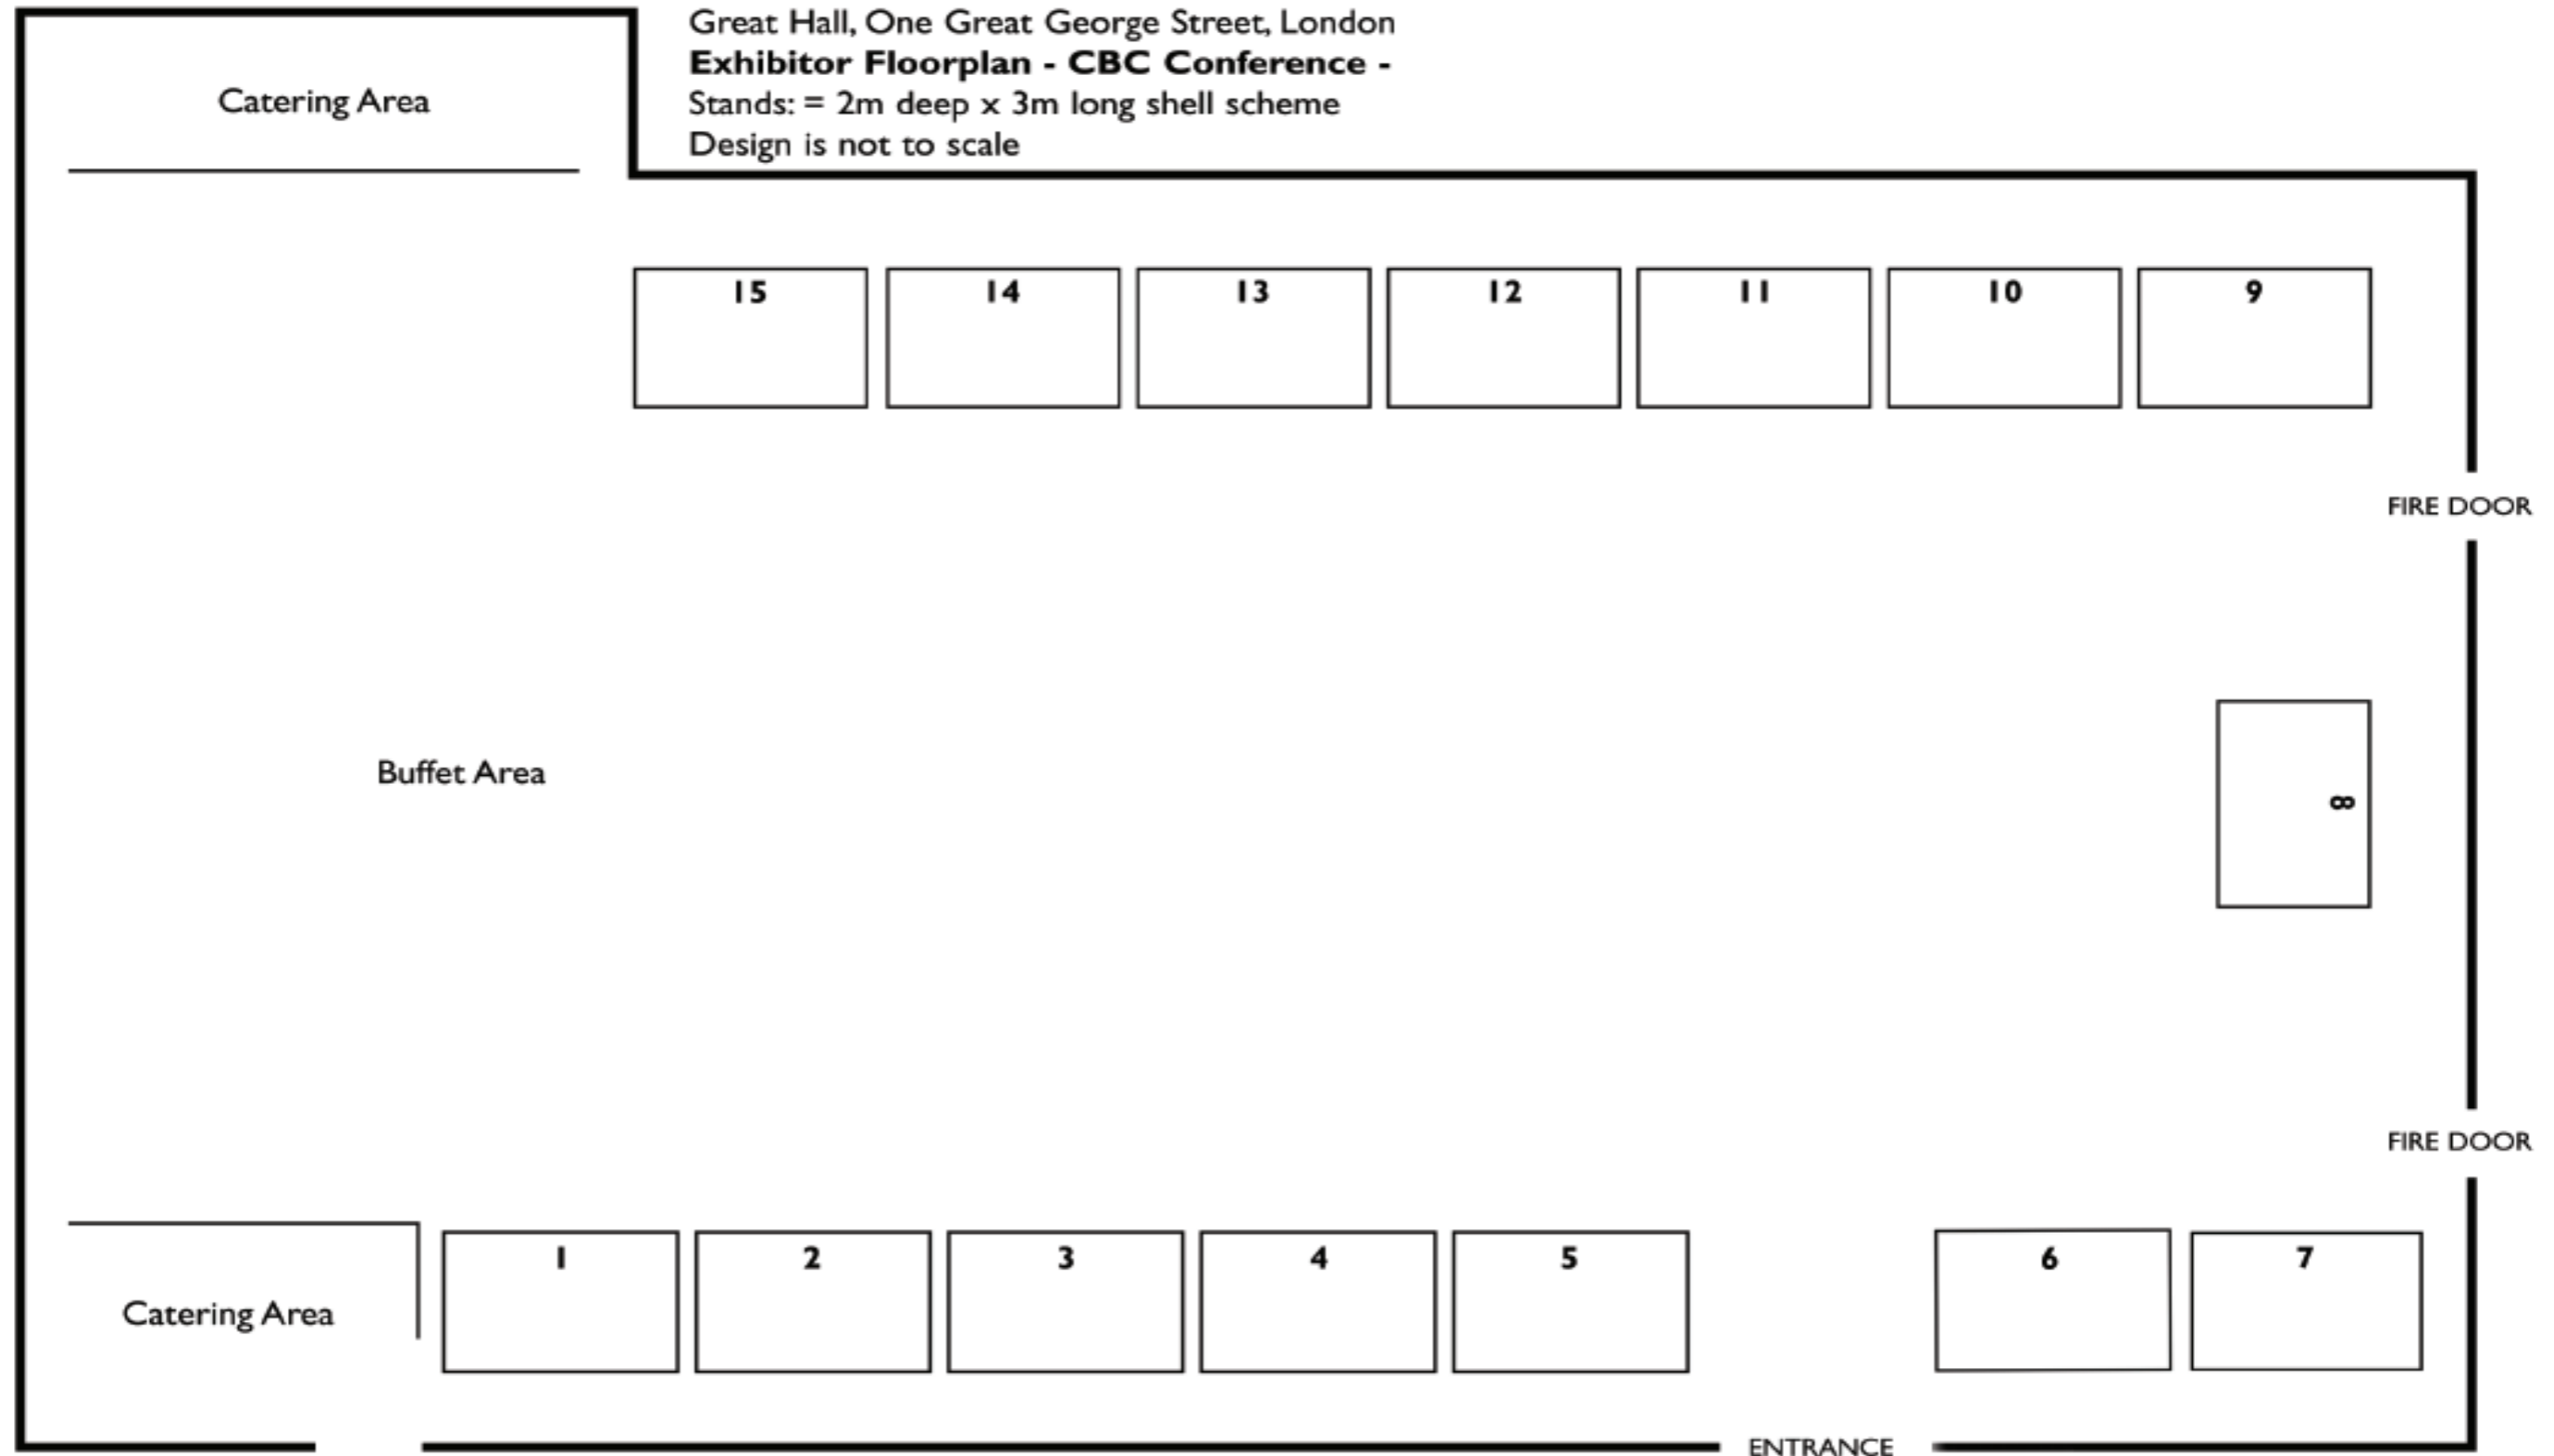 Great Hall, One Great George Street, London
Exhibitor Floorplan - CBC Conference -
Stands: = 2m deep x 3m long shell scheme
Design is not to scale
Catering Area
15 14 13 12 11 10 9
FIRE DOOR
Buffet Area
8
FIRE DOOR
1 2 3 4 5 6 7
Catering Area
ENTRANCE